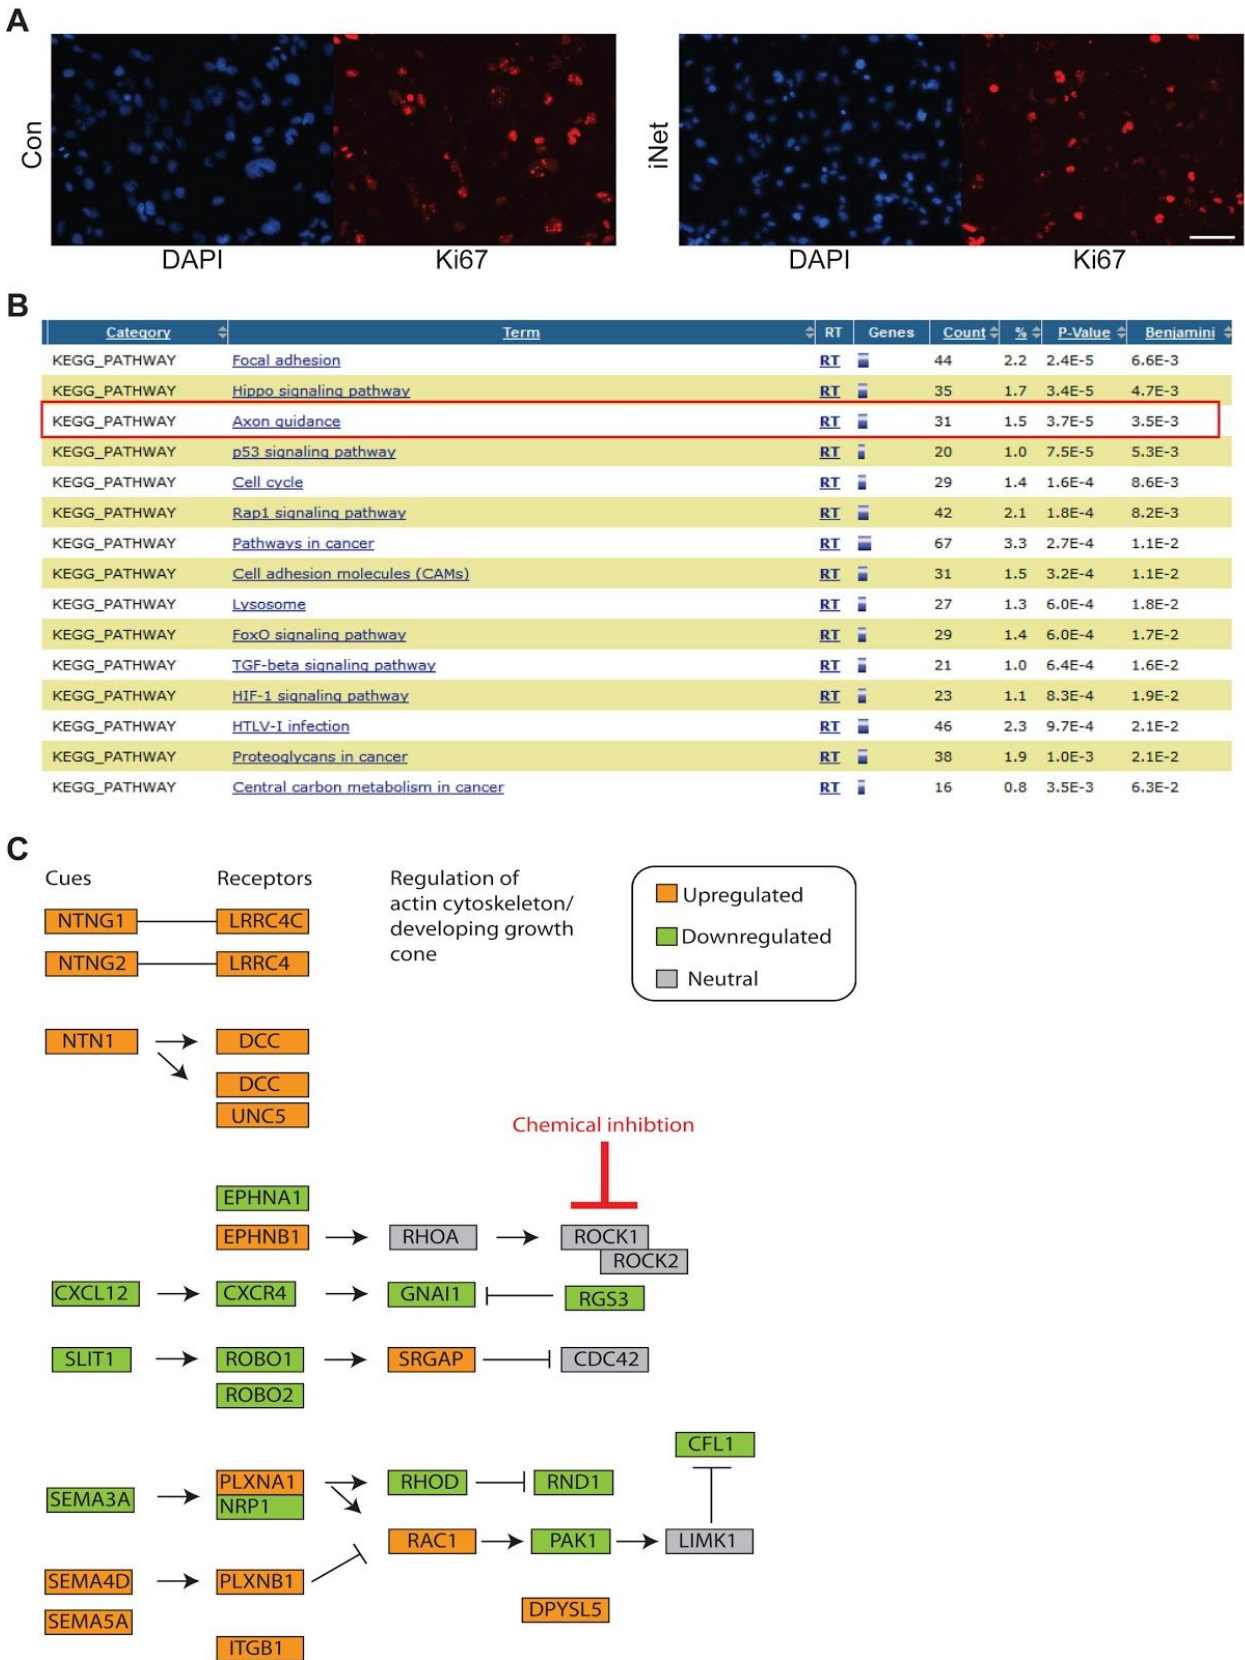 A
Con
DAPI
Ki67
iNet
DAPI
Ki67
B
Category Term RT Genes Count % P-Value Benjamini
KEGG_PATHWAY Focal adhesion RT 44 2.2 2.4E-5 6.6E-3
KEGG_PATHWAY Hippo signaling pathway RT 35 1.7 3.4E-5 4.7E-3
KEGG_PATHWAY Axon guidance RT 31 1.5 3.7E-5 3.5E-3
KEGG_PATHWAY p53 signaling pathway RT 20 1.0 7.5E-5 5.3E-3
KEGG_PATHWAY Cell cycle RT 29 1.4 1.6E-4 8.6E-3
KEGG_PATHWAY Rap1 signaling pathway RT 42 2.1 1.8E-4 8.2E-3
KEGG_PATHWAY Pathways in cancer RT 67 3.3 2.7E-4 1.1E-2
KEGG_PATHWAY Cell adhesion molecules (CAMs) RT 31 1.5 3.2E-4 1.1E-2
KEGG_PATHWAY Lysosome RT 27 1.3 6.0E-4 1.8E-2
KEGG_PATHWAY FoxO signaling pathway RT 29 1.4 6.0E-4 1.7E-2
KEGG_PATHWAY TGF-beta signaling pathway RT 21 1.0 6.4E-4 1.6E-2
KEGG_PATHWAY HIF-1 signaling pathway RT 23 1.1 8.3E-4 1.9E-2
KEGG_PATHWAY HTLV-I infection RT 46 2.3 9.7E-4 2.1E-2
KEGG_PATHWAY Proteoglycans in cancer RT 38 1.9 1.0E-3 2.1E-2
KEGG_PATHWAY Central carbon metabolism in cancer RT 16 0.8 3.5E-3 6.3E-2
C
Cues
Receptors
Regulation of
actin cytoskeleton/
developing growth
cone
Upregulated
Downregulated
Neutral
NTNG1 LRRC4C
NTNG2 LRRC4
NTN1 DCC
DCC
UNC5
Chemical inhibtion
EPHNA1
EPHNB1 RHOA ROCK1
ROCK2
CXCL12 CXCR4 GNAI1 RGS3
SLIT1 ROBO1 SRGAP CDC42
ROBO2
CFL1
SEMA3A PLXNA1 RHOD RND1
NRP1
RAC1 PAK1 LIMK1
SEMA4D PLXNB1
DPYSL5
SEMA5A
ITGB1